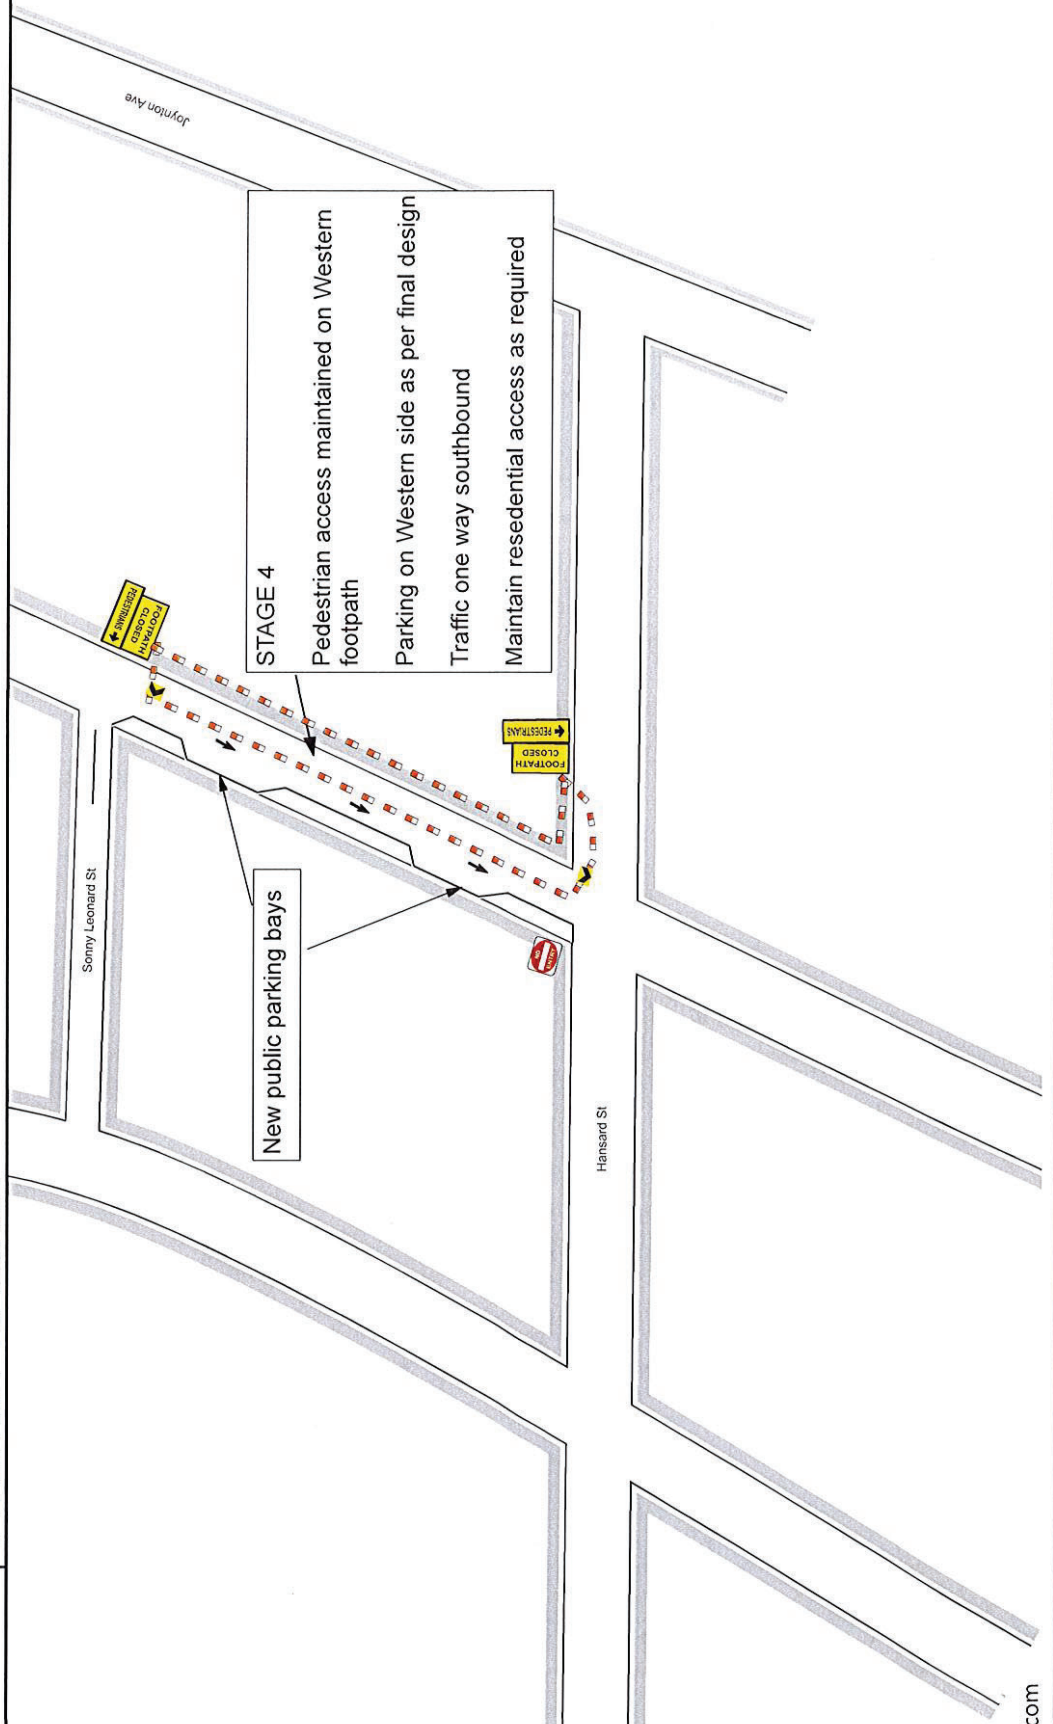 Joynton Ave
STAGE 4
Pedestrian access maintained on Western
footpath
Parking on Western side as per final design
Traffic one way southbound
Maintain resedential access as required
FOOTPATH
CLOSED
PEDESTRIANS
FOOTPATH
CLOSED
PEDESTRIANS
Sonny Leonard St
New public parking bays
NO
ENTRY
Hansard St
com